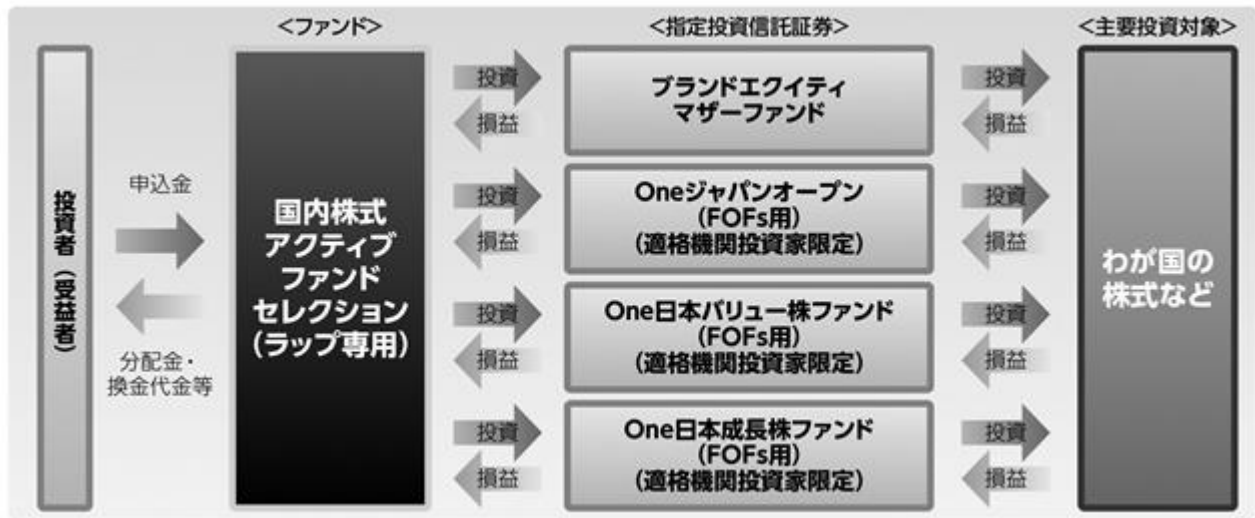 ＜ファンド＞
＜指定投資信託証券＞
＜主要投資対象＞
投資者（受益者）
申込金
分配金・
換金代金等
国内株式
アクティブ
ファンド
セレクション
（ラップ専用）
投資
損益
ブランドエクイティ
マザーファンド
投資
損益
投資
損益
Oneジャパンオープン
（FOFs用）
（適格機関投資家限定）
投資
損益
投資
損益
One日本バリュー株ファンド
（FOFs用）
（適格機関投資家限定）
投資
損益
投資
損益
One日本成長株ファンド
（FOFs用）
（適格機関投資家限定）
投資
損益
わが国の
株式など